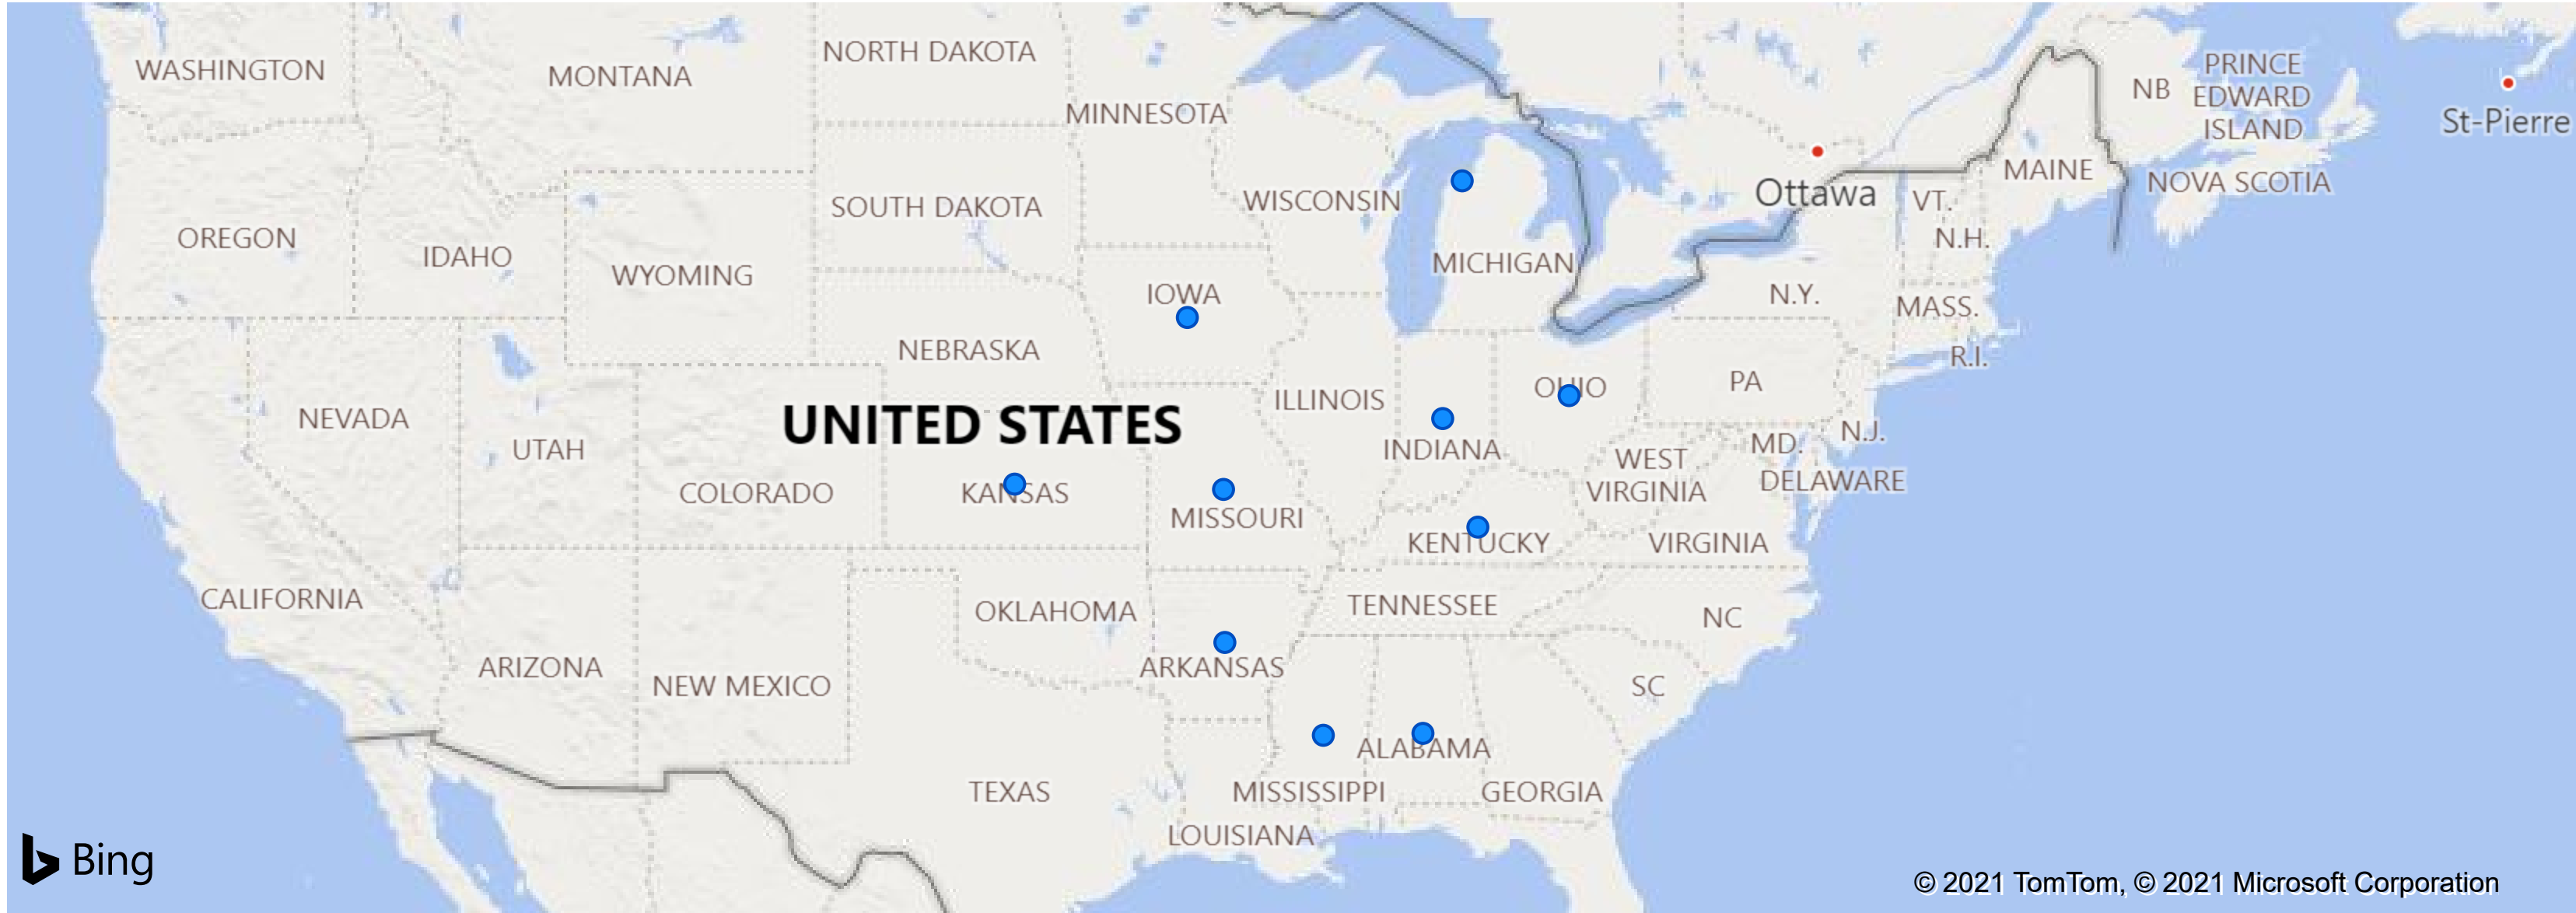 WASHINGTON
MONTANA
NORTH DAKOTA
MINNESOTA
NB
PRINCE
EDWARD
ISLAND
St-Pierre
OREGON
IDAHO
WYOMING
SOUTH DAKOTA
WISCONSIN
MICHIGAN
Ottawa
VT.
N.H.
MAINE
NOVA SCOTIA
IOWA
N.Y.
MASS.
R.I.
NEBRASKA
NEVADA
UTAH
UNITED STATES
ILLINOIS
INDIANA
OHIO
PA
N.J.
MD.
DELAWARE
COLORADO
KANSAS
MISSOURI
WEST
VIRGINIA
KENTUCKY
VIRGINIA
CALIFORNIA
ARIZONA
NEW MEXICO
OKLAHOMA
ARKANSAS
TENNESSEE
NC
SC
TEXAS
MISSISSIPPI
ALABAMA
GEORGIA
LOUISIANA
Bing
© 2021 TomTom, © 2021 Microsoft Corporation